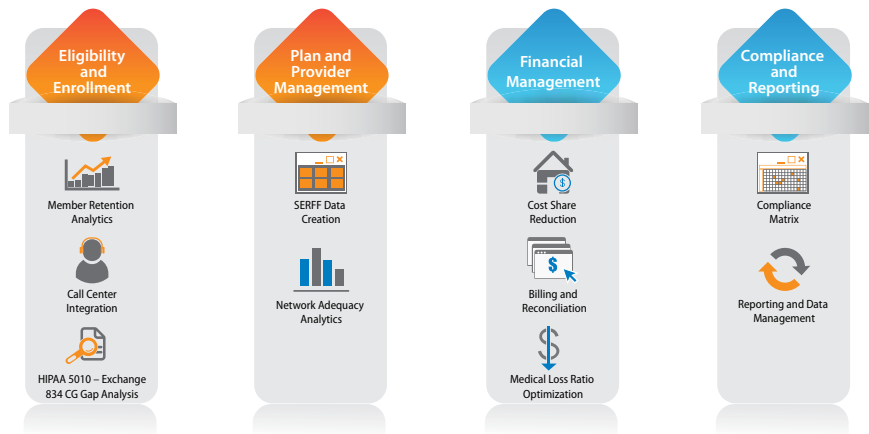 Eligibility
and
Enrollment
Member Retention
Analytics
Call Center
Integration
HIPAA 5010 – Exchange
834 CG Gap Analysis
Plan and
Provider
Management
SERFF Data
Creation
Network Adequacy
Analytics
Financial
Management
$
Cost Share
Reduction
$
Billing and
Reconciliation
$
Medical Loss Ratio
Optimization
Compliance
and
Reporting
Compliance
Matrix
Reporting and Data
Management